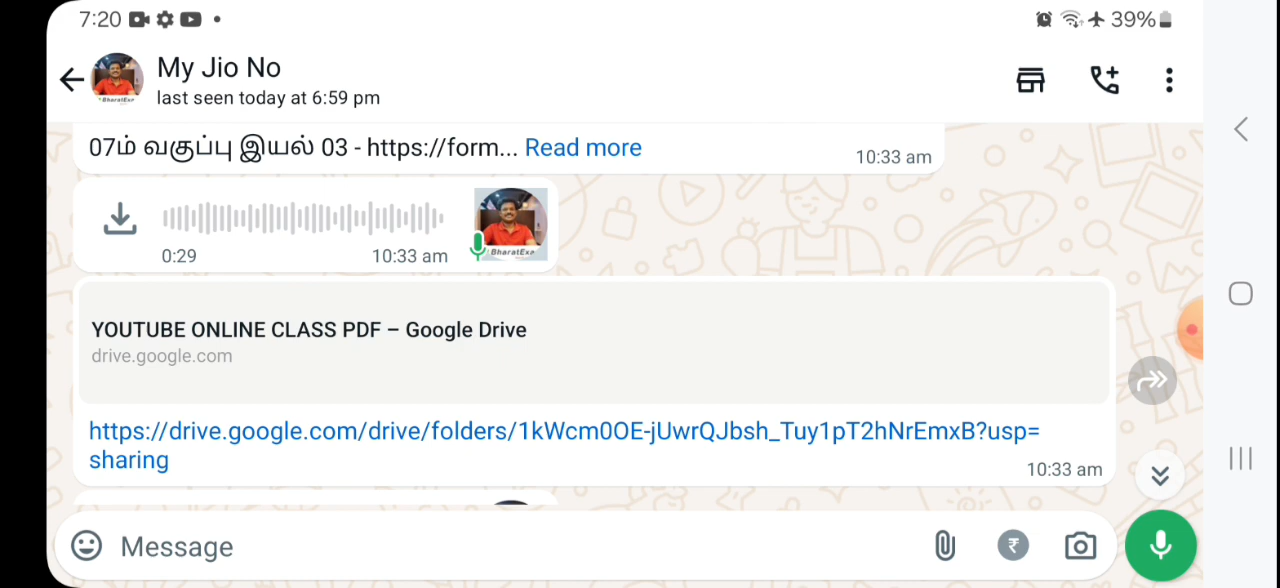 7:20
39%
My Jio No
last seen today at 6:59 pm
07ம் வகுப்பு இயல் 03 - https://form... Read more
10:33 am
0:29
10:33 am
BharatExa
YOUTUBE ONLINE CLASS PDF – Google Drive
drive.google.com
https://drive.google.com/drive/folders/1kWcm0OE-jUwrQJbsh_Tuy1pT2hNrEmxB?usp=
sharing
10:33 am
Message
₹